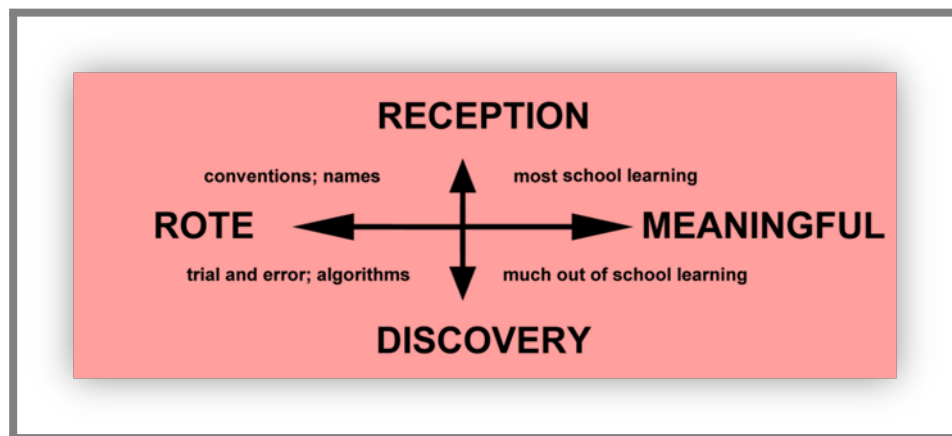 RECEPTION
conventions; names most school learning
ROTE MEANINGFUL
trial and error; algorithms much out of school learning
DISCOVERY